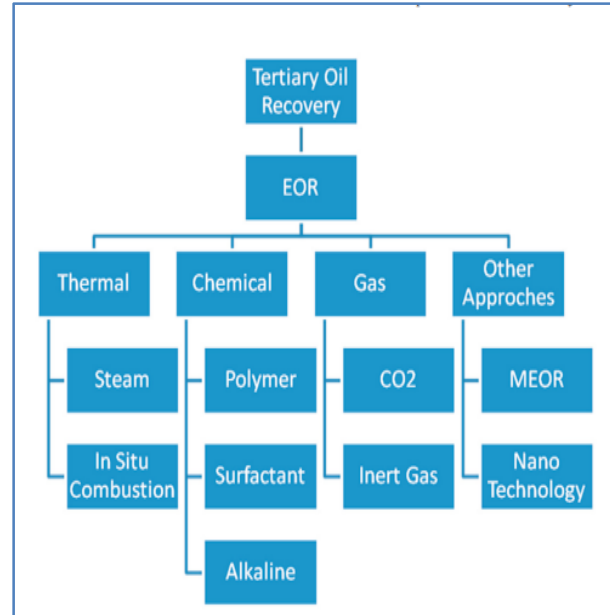 Tertiary Oil
Recovery
EOR
Thermal
Chemical
Gas
Other
Approches
Steam
Polymer
CO2
MEOR
In Situ
Combustion
Surfactant
Inert Gas
Nano
Technology
Alkaline